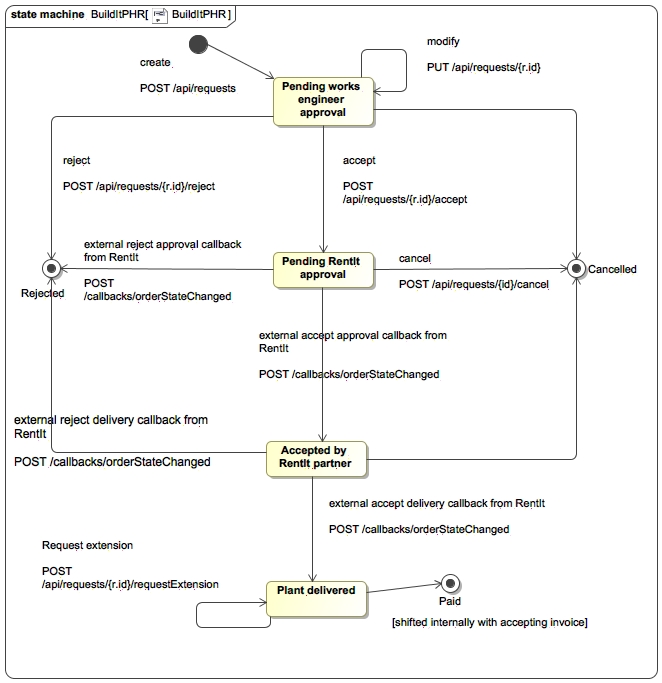 state machine BuildItPHR[ BuildItPHR ]
modify
create
PUT /api/requests/{r.id}
POST /api/requests
Pending works
engineer
approval
reject
accept
POST /api/requests/{r.id}/reject
POST
/api/requests/{r.id}/accept
external reject approval callback
from RentIt
Pending RentIt
approval
cancel
Cancelled
POST
/callbacks/orderStateChanged
POST /api/requests/{id}/cancel
Rejected
external accept approval callback from
RentIt
POST /callbacks/orderStateChanged
external reject delivery callback from
RentIt
POST /callbacks/orderStateChanged
Accepted by
RentIt partner
external accept delivery callback from RentIt
POST /callbacks/orderStateChanged
Request extension
POST
/api/requests/{r.id}/requestExtension
Plant delivered
Paid
[shifted internally with accepting invoice]